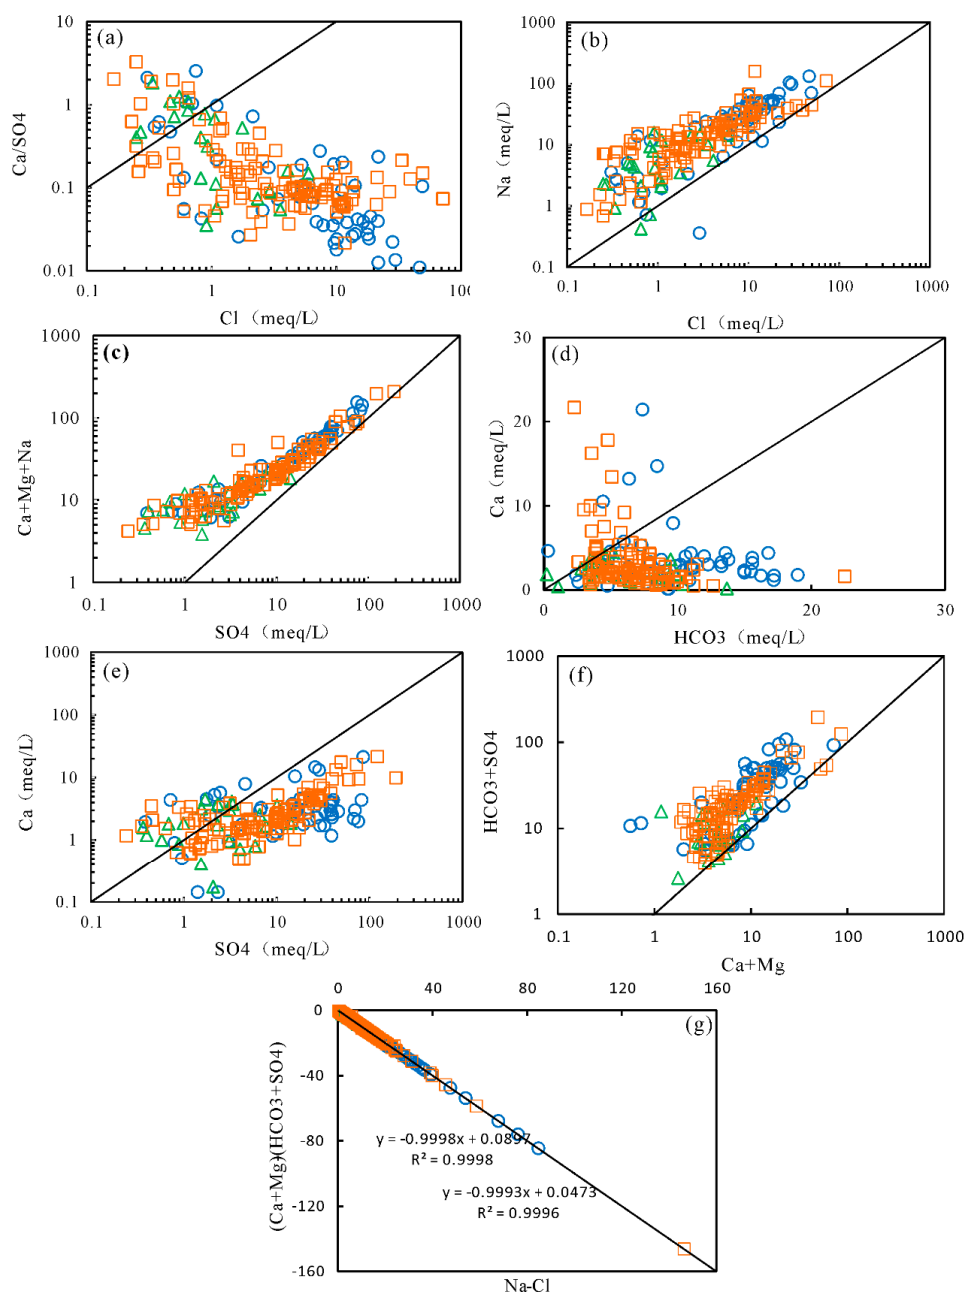 (a)
10
1
0.1
0.01
Ca/SO4
0.1 1 10 100
Cl (meq/L)
(b)
1000
100
10
1
0.1
Na (meq/L)
0.1 1 10 100 1000
Cl (meq/L)
(c)
1000
100
10
1
Ca+Mg+Na
0.1 1 10 100 1000
SO4 (meq/L)
(d)
30
20
10
0
Ca (meq/L)
0 10 20 30
HCO3 (meq/L)
(e)
1000
100
10
1
0.1
Ca (meq/L)
0.1 1 10 100 1000
SO4 (meq/L)
(f)
1000
100
10
1
HCO3+SO4
0.1 1 10 100 1000
Ca+Mg
0 40 80 120 160
(g)
0
-40
-80
-120
-160
(Ca+Mg)-(HCO3+SO4)
y = -0.9998x + 0.0897
R² = 0.9998
y = -0.9993x + 0.0473
R² = 0.9996
Na-Cl